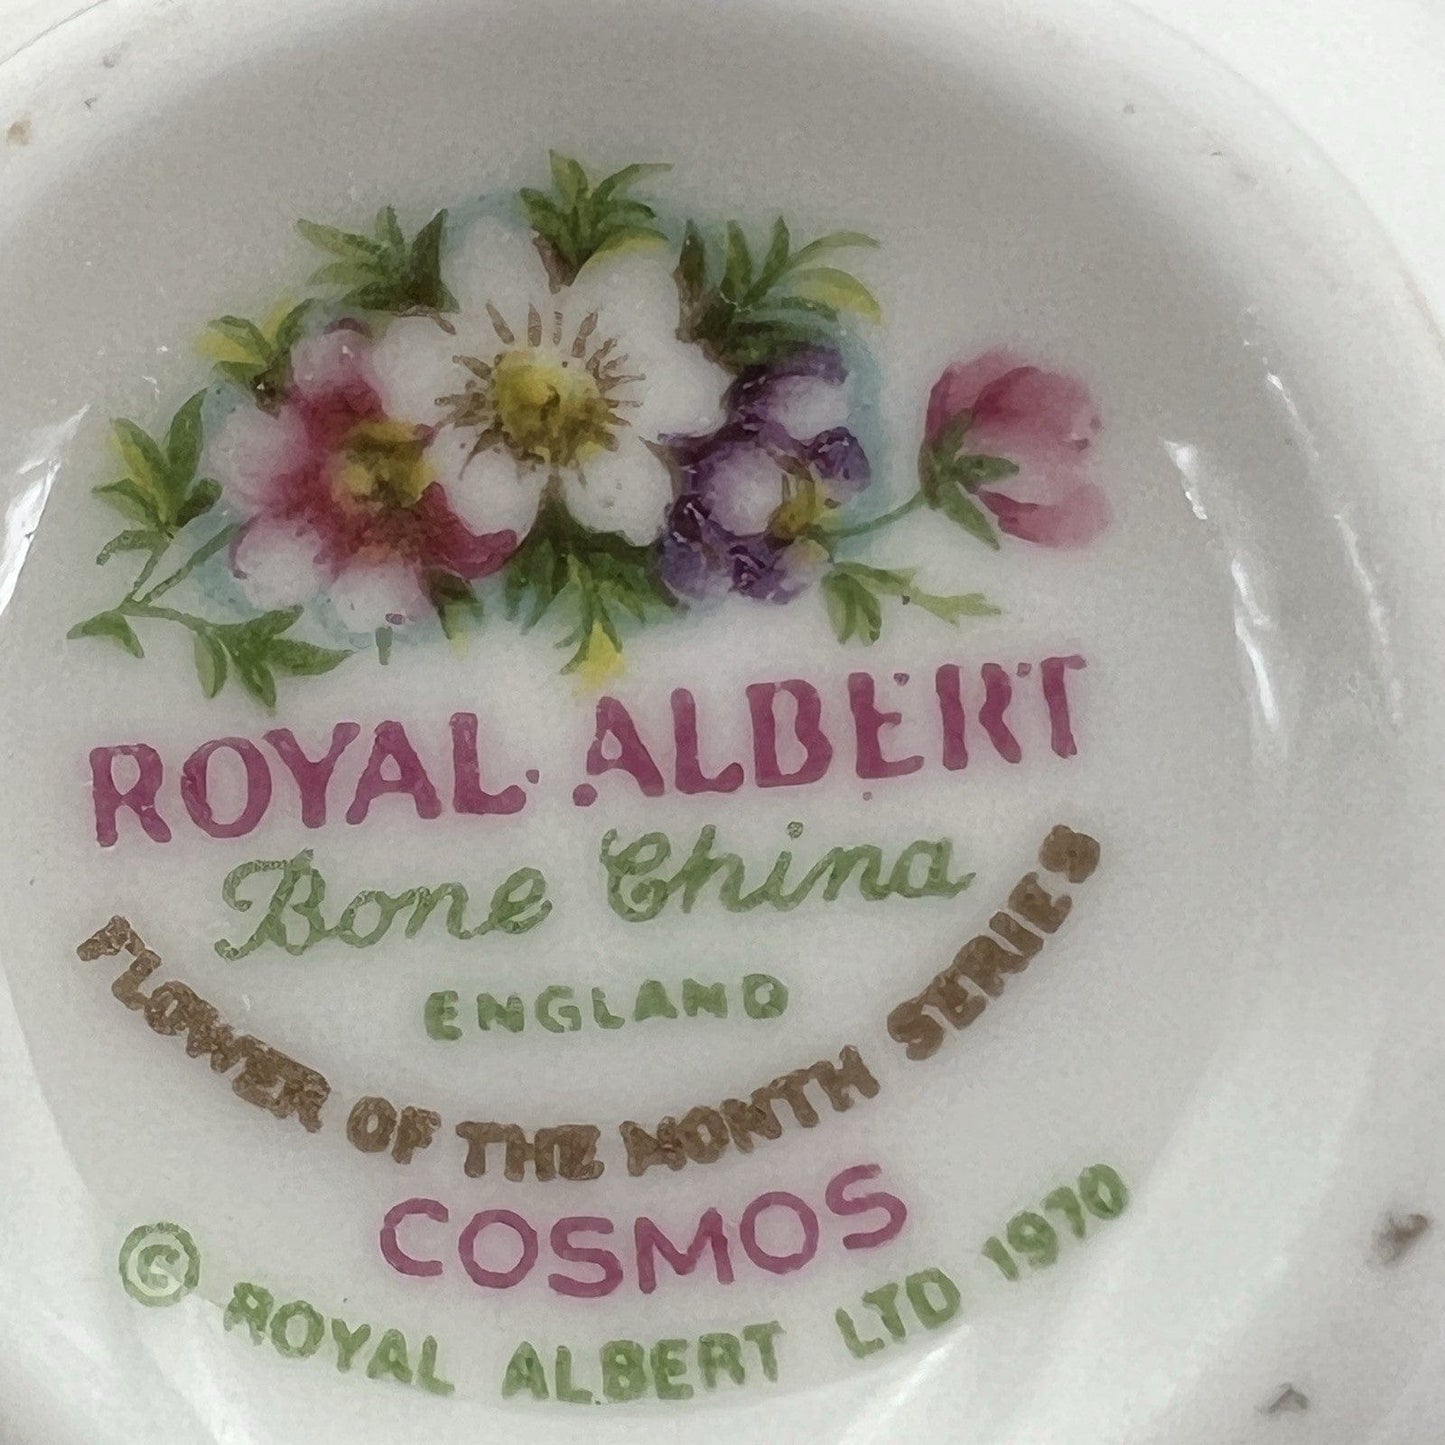 ROYAL ALBERT
Bone China
ENGLAND
FLOWER OF THE MONTH SERIES
COSMOS
© ROYAL ALBERT LTD 1970